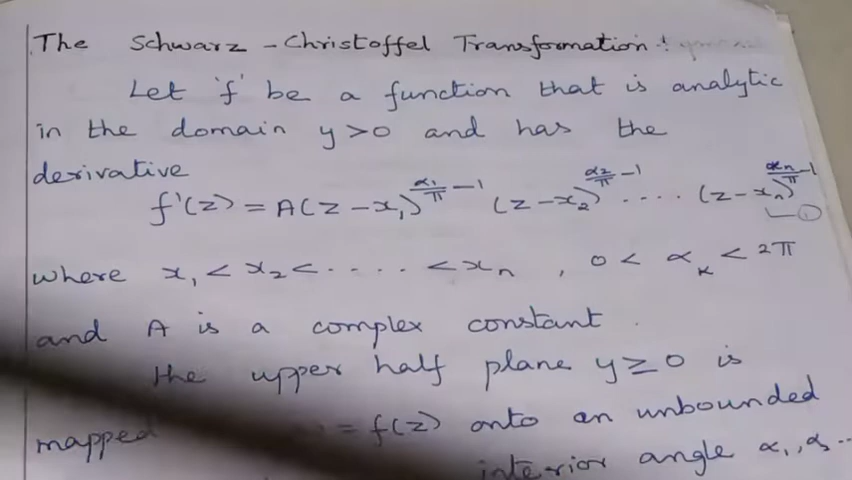 The Schwarz - Christoffel Transformation :
Let 'f' be a function that is analytic
in the domain y>0 and has the
derivative
f'(z) = A(z-x₁)^(α₁/π - 1) (z-x₂)^(α₂/π - 1) .... (z-xₙ)^(αₙ/π - 1) —①
where x₁ < x₂ < ..... < xₙ , 0 < αₖ < 2π
and A is a complex constant.
the upper half plane y≥0 is
mapped = f(z) onto an unbounded
interior angle α₁,, α ..